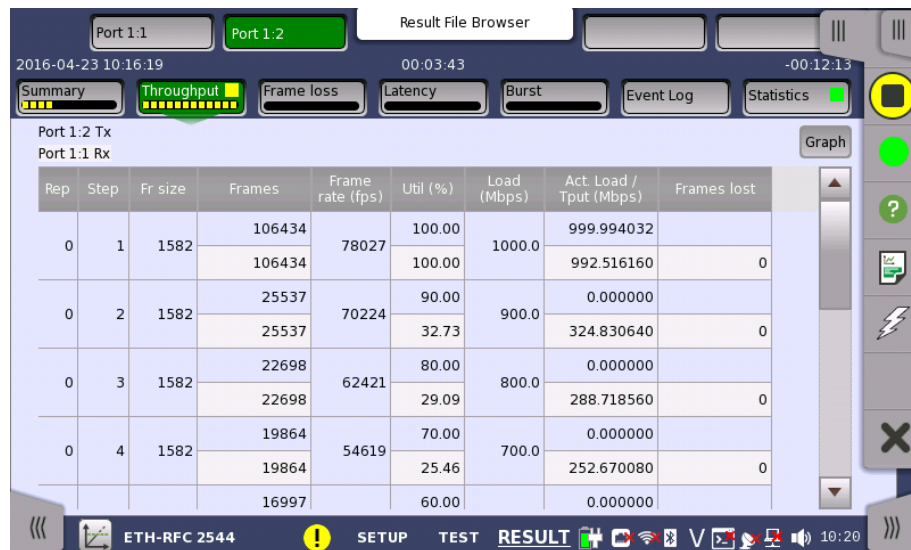 Port 1:1 Port 1:2 Result File Browser
2016-04-23 10:16:19 00:03:43 -00:12:13
Summary Throughput Frame loss Latency Burst Event Log Statistics
Port 1:2 Tx
Port 1:1 Rx
Graph
Rep Step Fr size Frames Frame rate (fps) Util (%) Load (Mbps) Act. Load / Tput (Mbps) Frames lost
106434 100.00 999.994032
0 1 1582 78027 1000.0
106434 100.00 992.516160 0
25537 90.00 0.000000
0 2 1582 70224 900.0
25537 32.73 324.830640 0
22698 80.00 0.000000
0 3 1582 62421 800.0
22698 29.09 288.718560 0
19864 70.00 0.000000
0 4 1582 54619 700.0
19864 25.46 252.670080 0
16997 60.00 0.000000
ETH-RFC 2544 ! SETUP TEST RESULT V 10:20